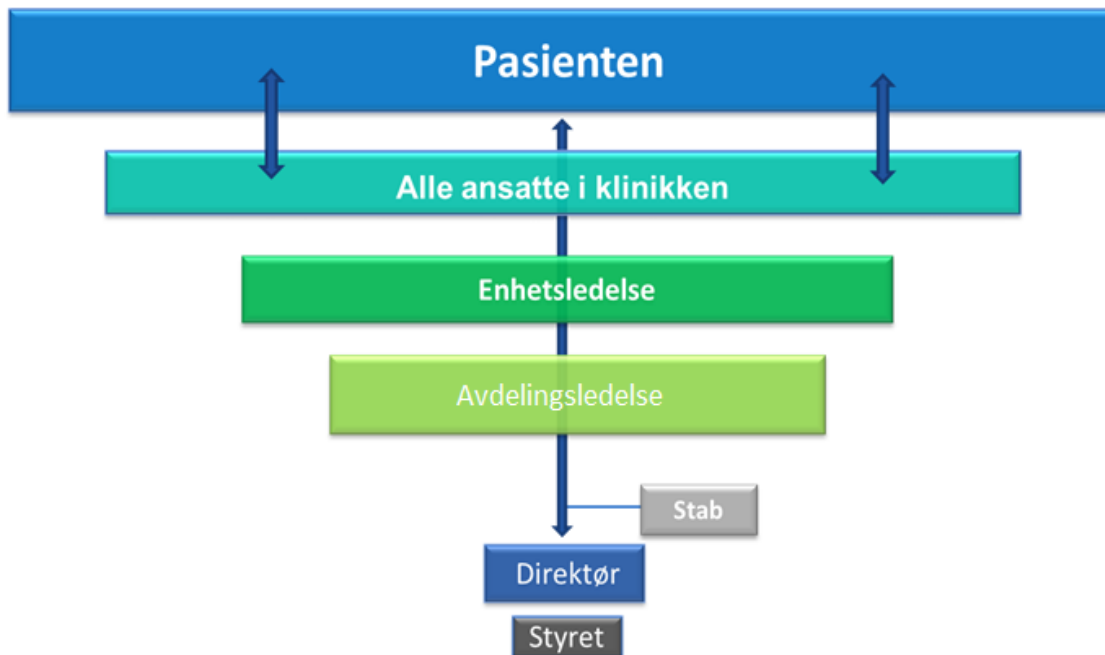 Pasienten
Alle ansatte i klinikken
Enhetsledelse
Avdelingsledelse
Stab
Direktør
Styret